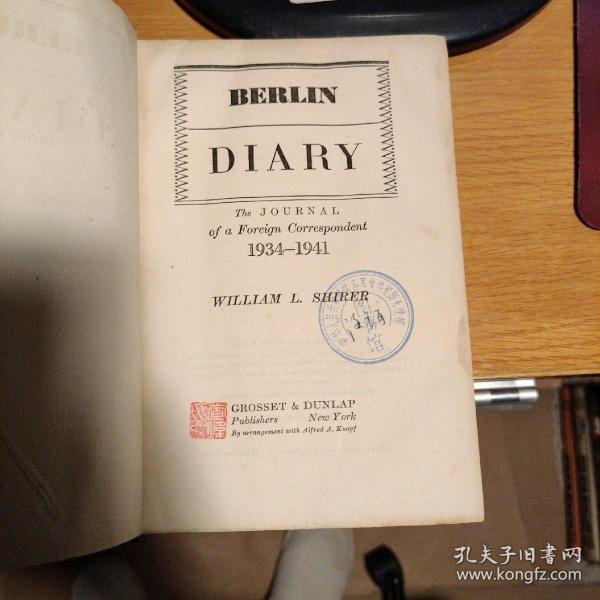 BERLIN
DIARY
The JOURNAL
of a Foreign Correspondent
1934–1941
WILLIAM L. SHIRER
GROSSET & DUNLAP
Publishers New York
By arrangement with Alfred A. Knopf
孔夫子旧书网
www.kongfz.com